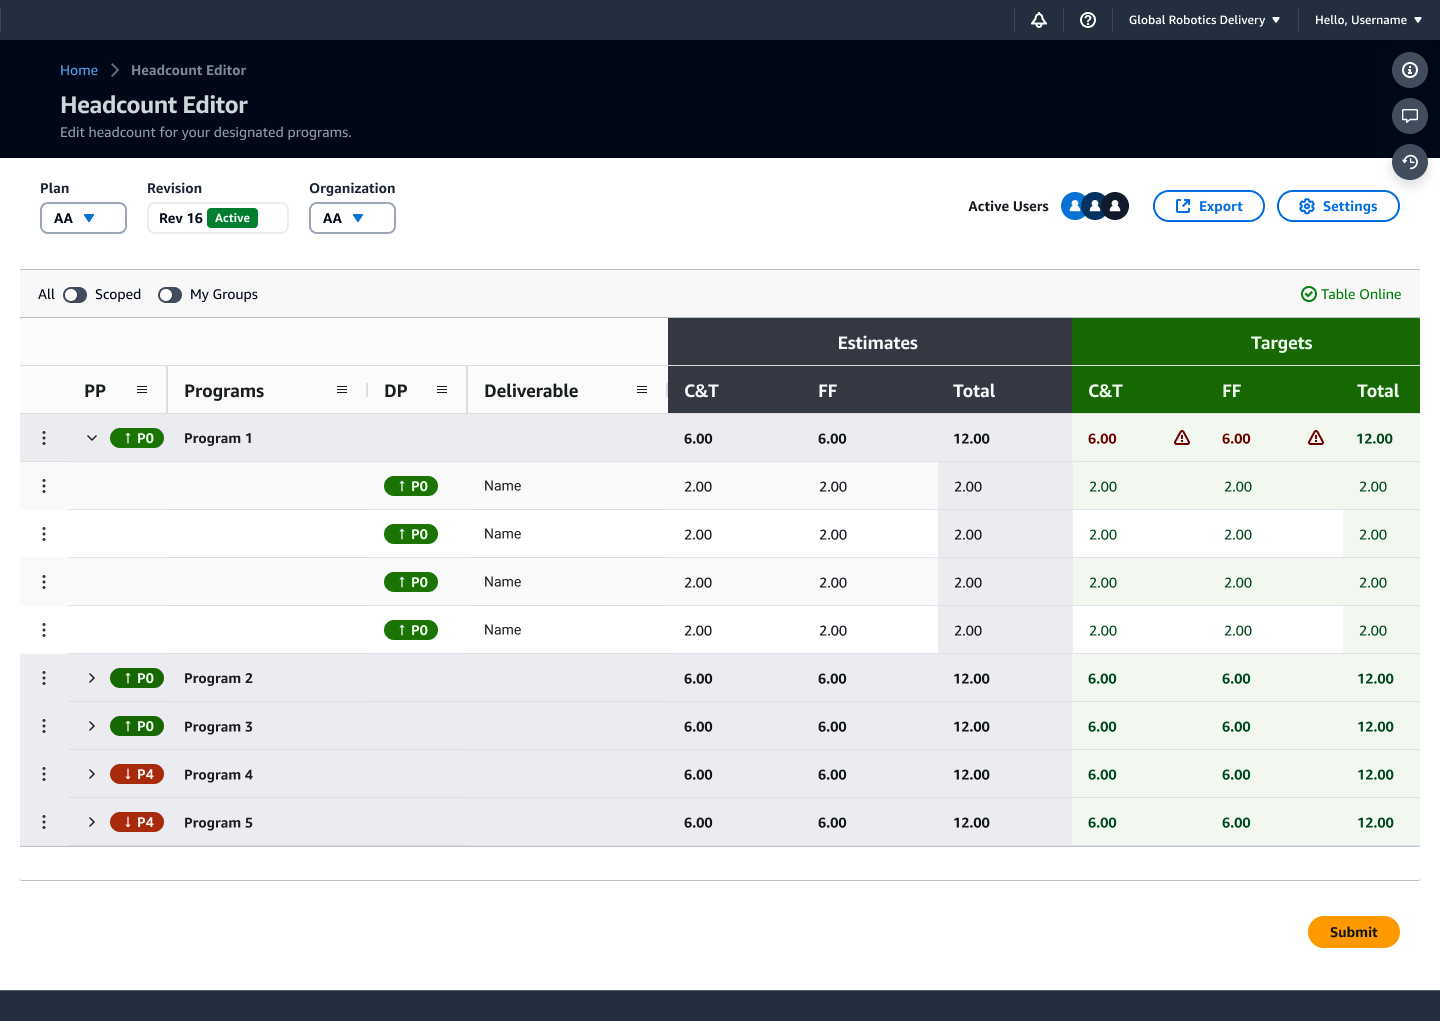 Global Robotics Delivery
Hello, Username
Home
Headcount Editor
Headcount Editor
Edit headcount for your designated programs.
Plan
Revision
Organization
AA
Rev 16 Active
AA
Active Users
Export
Settings
All
Scoped
My Groups
Table Online
Estimates
Targets
PP
Programs
DP
Deliverable
C&T
FF
Total
C&T
FF
Total
↑ P0 Program 1 6.00 6.00 12.00 6.00 6.00 12.00
↑ P0 Name 2.00 2.00 2.00 2.00 2.00 2.00
↑ P0 Name 2.00 2.00 2.00 2.00 2.00 2.00
↑ P0 Name 2.00 2.00 2.00 2.00 2.00 2.00
↑ P0 Name 2.00 2.00 2.00 2.00 2.00 2.00
↑ P0 Program 2 6.00 6.00 12.00 6.00 6.00 12.00
↑ P0 Program 3 6.00 6.00 12.00 6.00 6.00 12.00
↓ P4 Program 4 6.00 6.00 12.00 6.00 6.00 12.00
↓ P4 Program 5 6.00 6.00 12.00 6.00 6.00 12.00
Submit